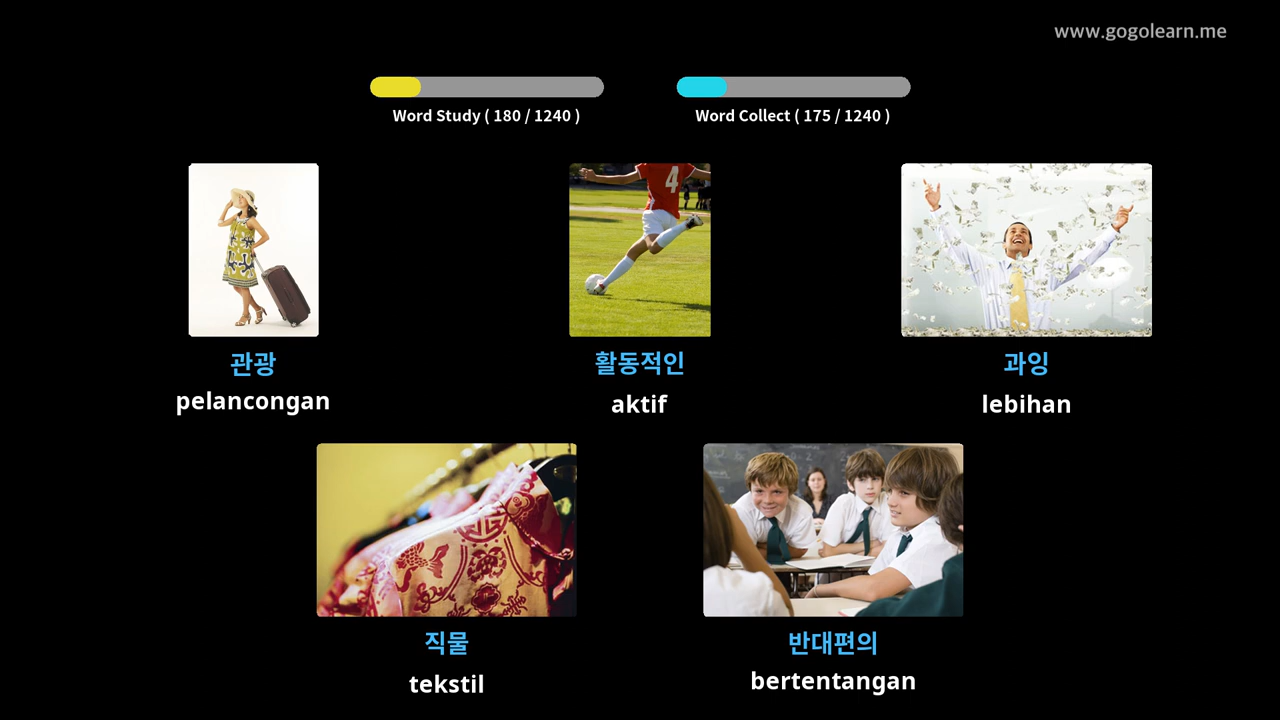 www.gogolearn.me
Word Study ( 180 / 1240 )
Word Collect ( 175 / 1240 )
4
관광
pelancongan
활동적인
aktif
과잉
lebihan
직물
tekstil
반대편의
bertentangan